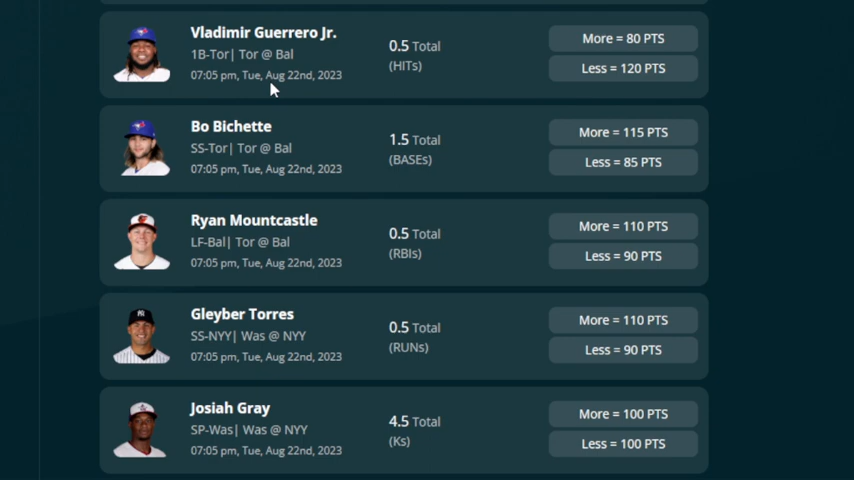 Vladimir Guerrero Jr.
1B-Tor| Tor @ Bal
07:05 pm, Tue, Aug 22nd, 2023
0.5 Total
(HITs)
More = 80 PTS
Less = 120 PTS
Bo Bichette
SS-Tor| Tor @ Bal
07:05 pm, Tue, Aug 22nd, 2023
1.5 Total
(BASEs)
More = 115 PTS
Less = 85 PTS
Ryan Mountcastle
LF-Bal| Tor @ Bal
07:05 pm, Tue, Aug 22nd, 2023
0.5 Total
(RBIs)
More = 110 PTS
Less = 90 PTS
Gleyber Torres
SS-NYY| Was @ NYY
07:05 pm, Tue, Aug 22nd, 2023
0.5 Total
(RUNs)
More = 110 PTS
Less = 90 PTS
Josiah Gray
SP-Was| Was @ NYY
07:05 pm, Tue, Aug 22nd, 2023
4.5 Total
(Ks)
More = 100 PTS
Less = 100 PTS